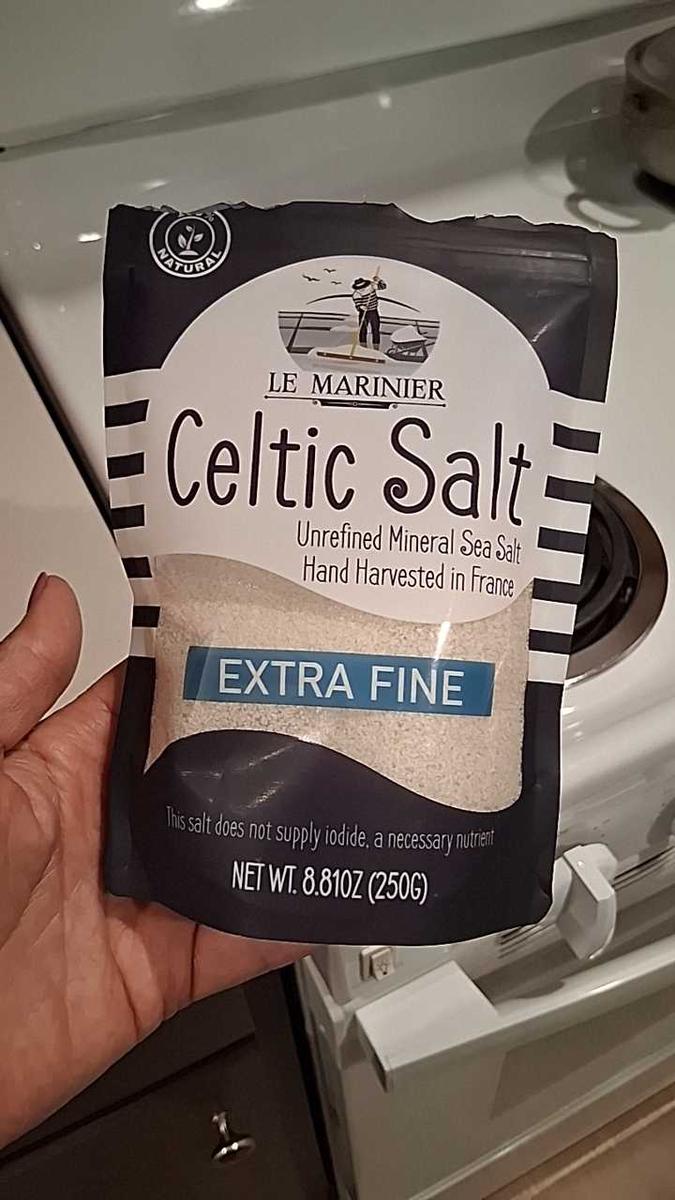 NATURAL
LE MARINIER
Celtic Salt
Unrefined Mineral Sea Salt
Hand Harvested in France
EXTRA FINE
This salt does not supply iodide, a necessary nutrient
NET WT. 8.81OZ (250G)